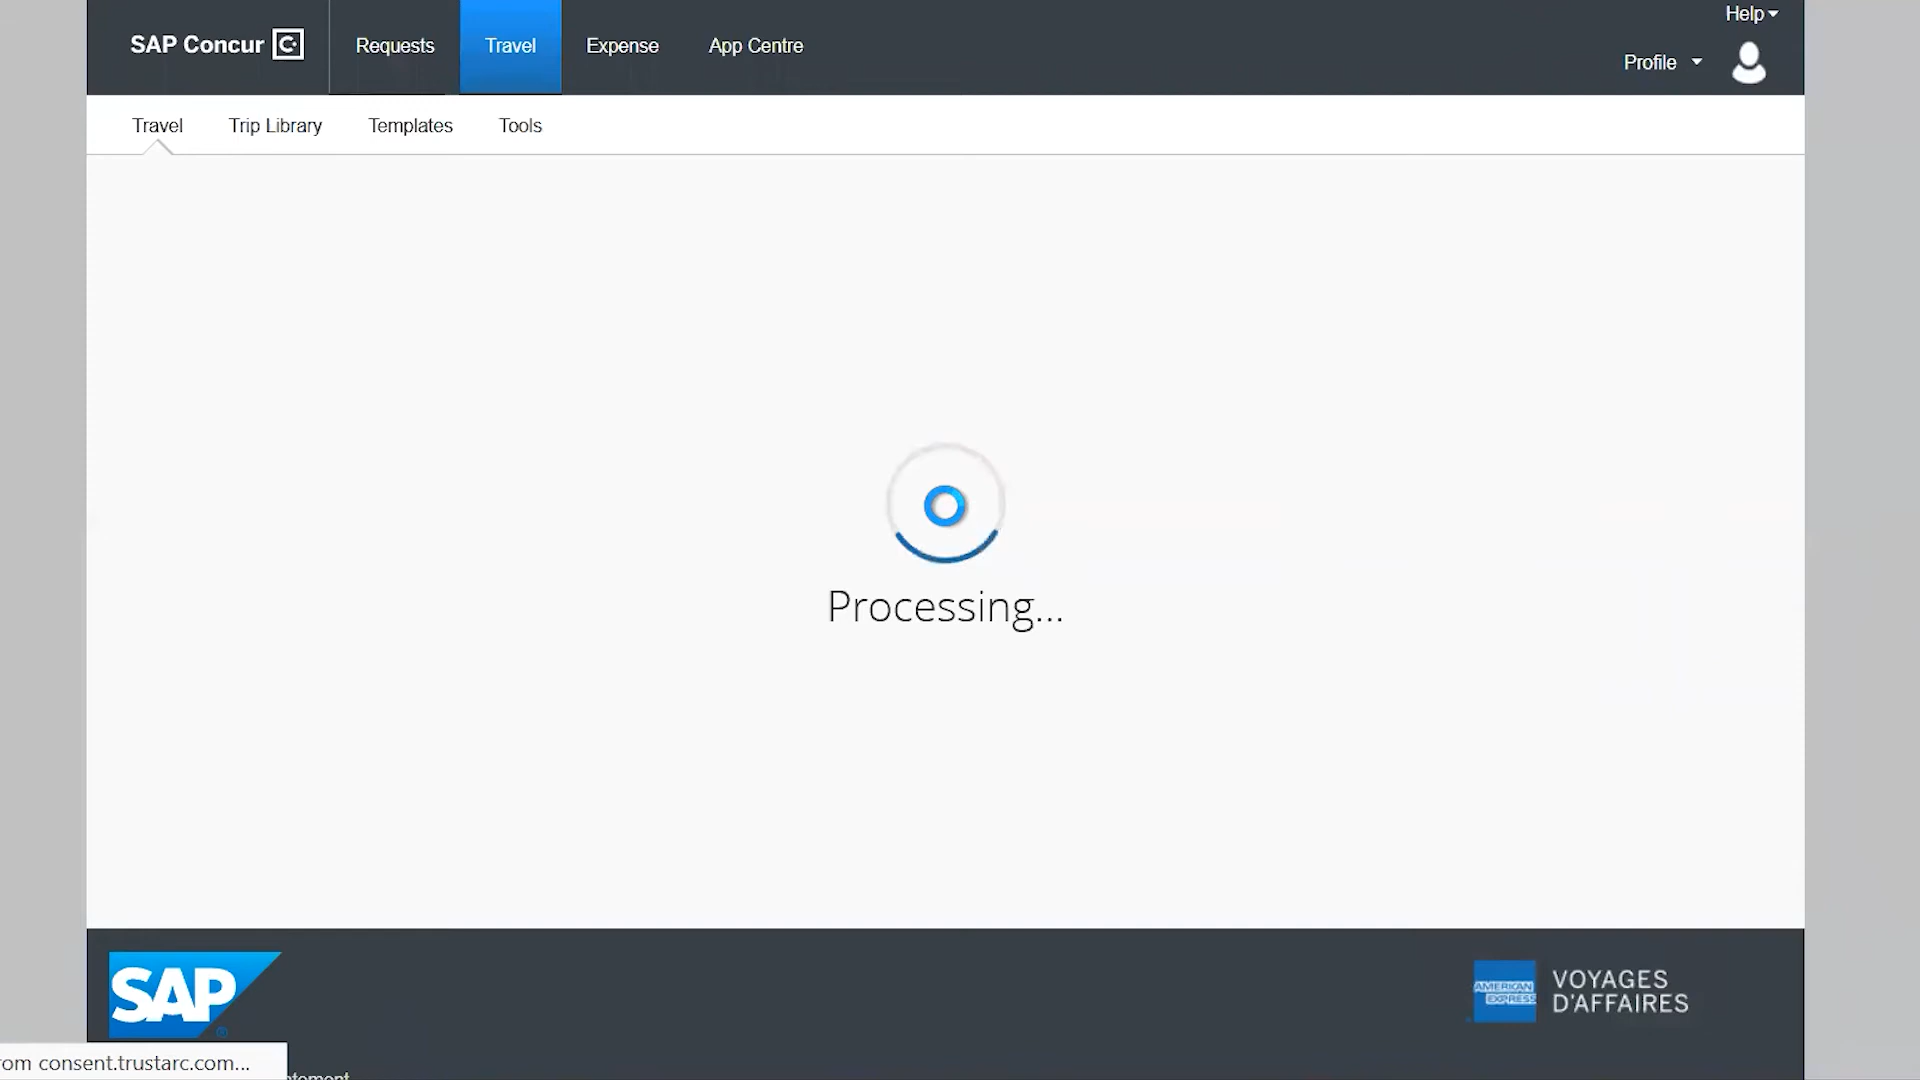 Help
SAP Concur C
Requests
Travel
Expense
App Centre
Profile
Travel
Trip Library
Templates
Tools
Processing...
SAP
AMERICAN
EXPRESS
VOYAGES
D'AFFAIRES
om consent.trustarc.com...